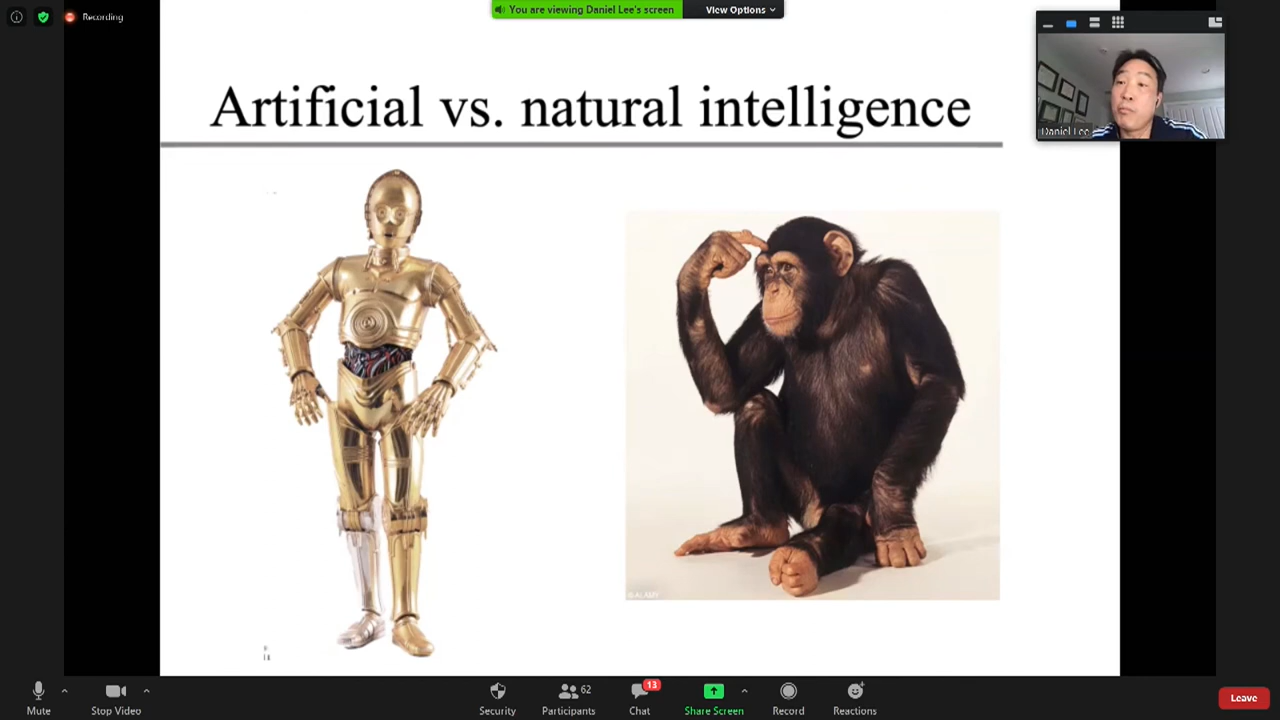 Recording
You are viewing Daniel Lee's screen
View Options
Artificial vs. natural intelligence
Daniel Lee
©ALAMY
Mute
Stop Video
Security
Participants
62
Chat
13
Share Screen
Record
Reactions
Leave